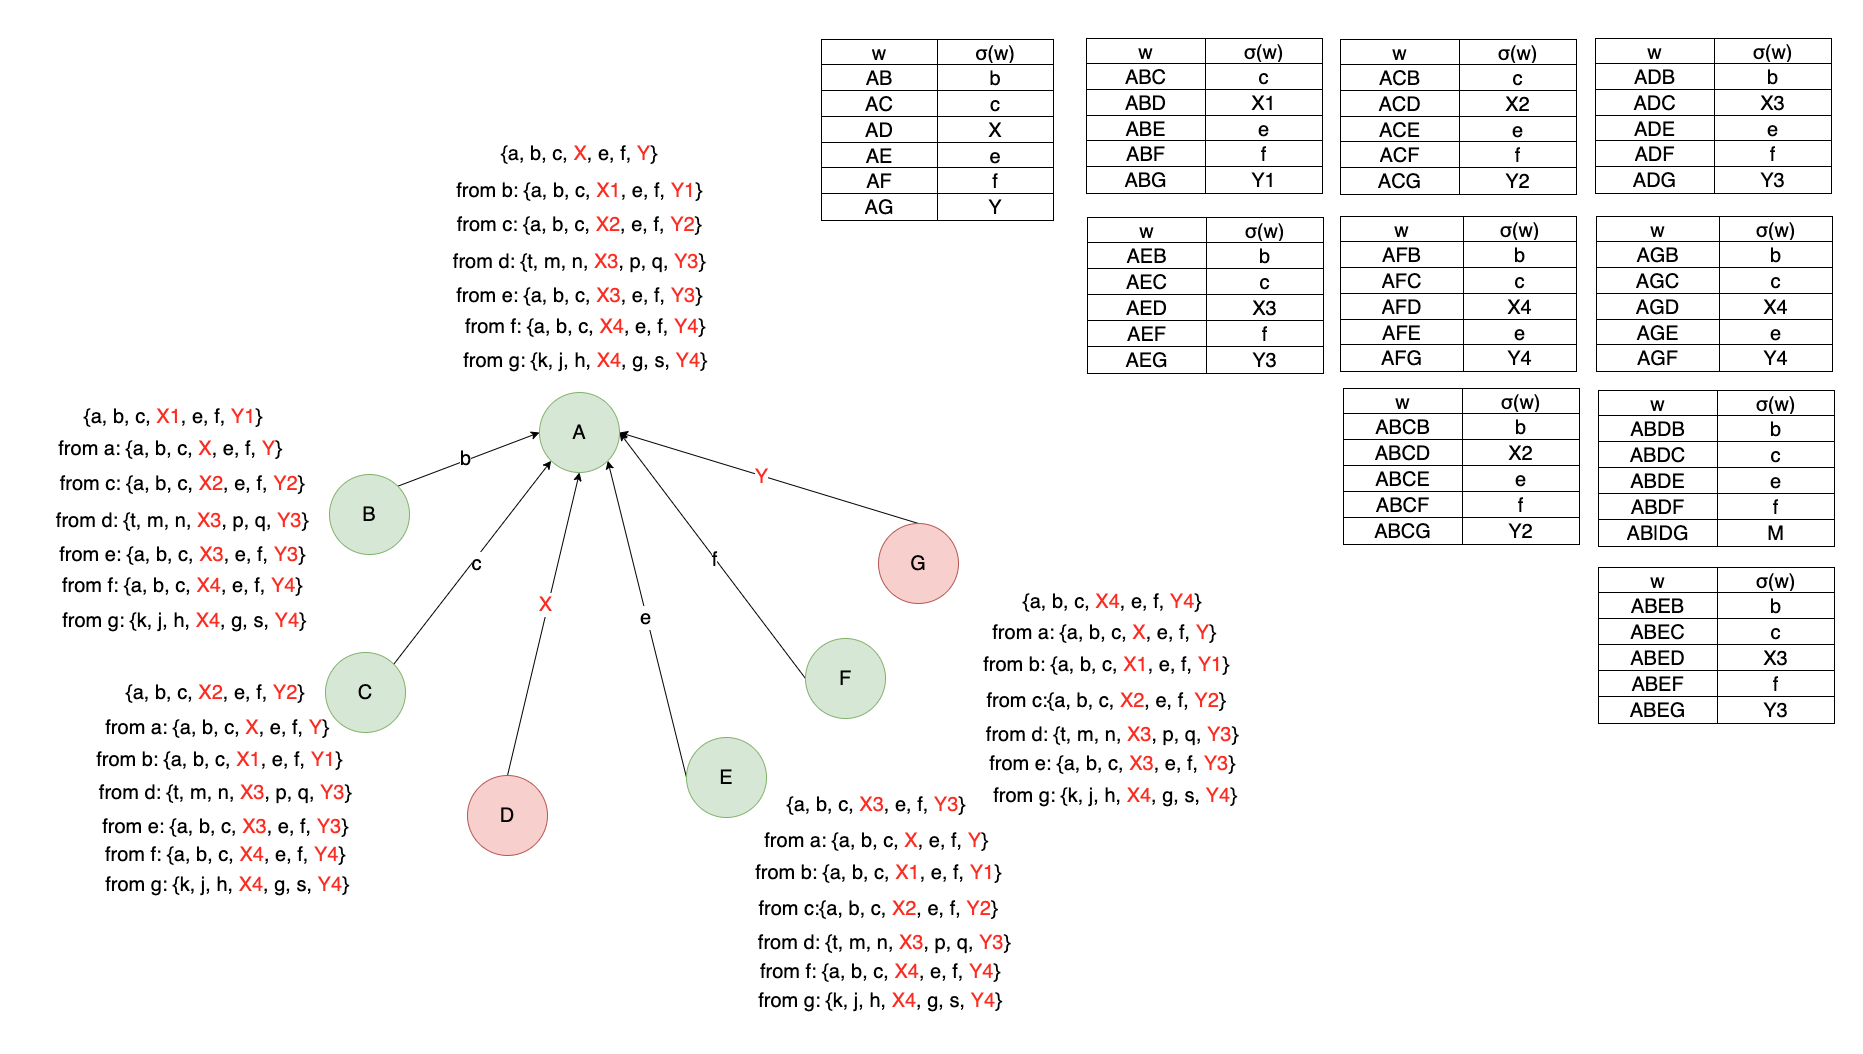 {a, b, c, X, e, f, Y}
from b: {a, b, c, X1, e, f, Y1}
from c: {a, b, c, X2, e, f, Y2}
from d: {t, m, n, X3, p, q, Y3}
from e: {a, b, c, X3, e, f, Y3}
from f: {a, b, c, X4, e, f, Y4}
from g: {k, j, h, X4, g, s, Y4}
A
{a, b, c, X1, e, f, Y1}
from a: {a, b, c, X, e, f, Y}
from c: {a, b, c, X2, e, f, Y2}
from d: {t, m, n, X3, p, q, Y3}
from e: {a, b, c, X3, e, f, Y3}
from f: {a, b, c, X4, e, f, Y4}
from g: {k, j, h, X4, g, s, Y4}
B
b
c
X
e
f
Y
G
{a, b, c, X2, e, f, Y2}
from a: {a, b, c, X, e, f, Y}
from b: {a, b, c, X1, e, f, Y1}
from d: {t, m, n, X3, p, q, Y3}
from e: {a, b, c, X3, e, f, Y3}
from f: {a, b, c, X4, e, f, Y4}
from g: {k, j, h, X4, g, s, Y4}
C
D
E
F
{a, b, c, X3, e, f, Y3}
from a: {a, b, c, X, e, f, Y}
from b: {a, b, c, X1, e, f, Y1}
from c:{a, b, c, X2, e, f, Y2}
from d: {t, m, n, X3, p, q, Y3}
from f: {a, b, c, X4, e, f, Y4}
from g: {k, j, h, X4, g, s, Y4}
{a, b, c, X4, e, f, Y4}
from a: {a, b, c, X, e, f, Y}
from b: {a, b, c, X1, e, f, Y1}
from c:{a, b, c, X2, e, f, Y2}
from d: {t, m, n, X3, p, q, Y3}
from e: {a, b, c, X3, e, f, Y3}
from g: {k, j, h, X4, g, s, Y4}
w σ(w)
AB b
AC c
AD X
AE e
AF f
AG Y
w σ(w)
ABC c
ABD X1
ABE e
ABF f
ABG Y1
w σ(w)
ACB c
ACD X2
ACE e
ACF f
ACG Y2
w σ(w)
ADB b
ADC X3
ADE e
ADF f
ADG Y3
w σ(w)
AEB b
AEC c
AED X3
AEF f
AEG Y3
w σ(w)
AFB b
AFC c
AFD X4
AFE e
AFG Y4
w σ(w)
AGB b
AGC c
AGD X4
AGE e
AGF Y4
w σ(w)
ABCB b
ABCD X2
ABCE e
ABCF f
ABCG Y2
w σ(w)
ABDB b
ABDC c
ABDE e
ABDF f
ABIDG M
w σ(w)
ABEB b
ABEC c
ABED X3
ABEF f
ABEG Y3